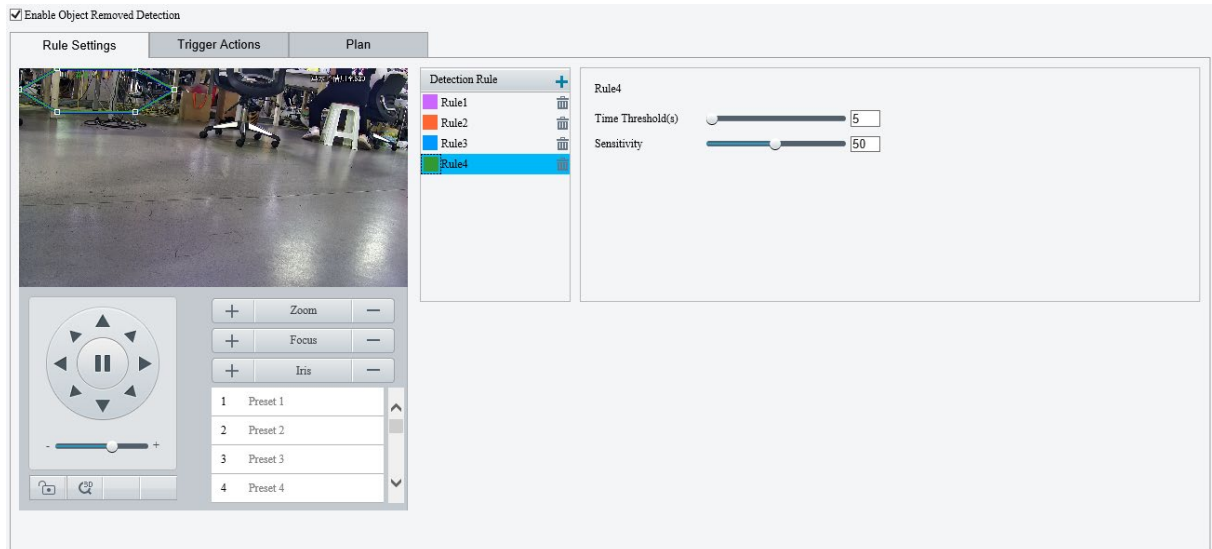 Enable Object Removed Detection
Rule Settings
Trigger Actions
Plan
Detection Rule
Rule1
Rule2
Rule3
Rule4
Rule4
Time Threshold(s)
5
Sensitivity
50
+ Zoom −
+ Focus −
+ Iris −
1 Preset 1
2 Preset 2
3 Preset 3
4 Preset 4
- +
3D